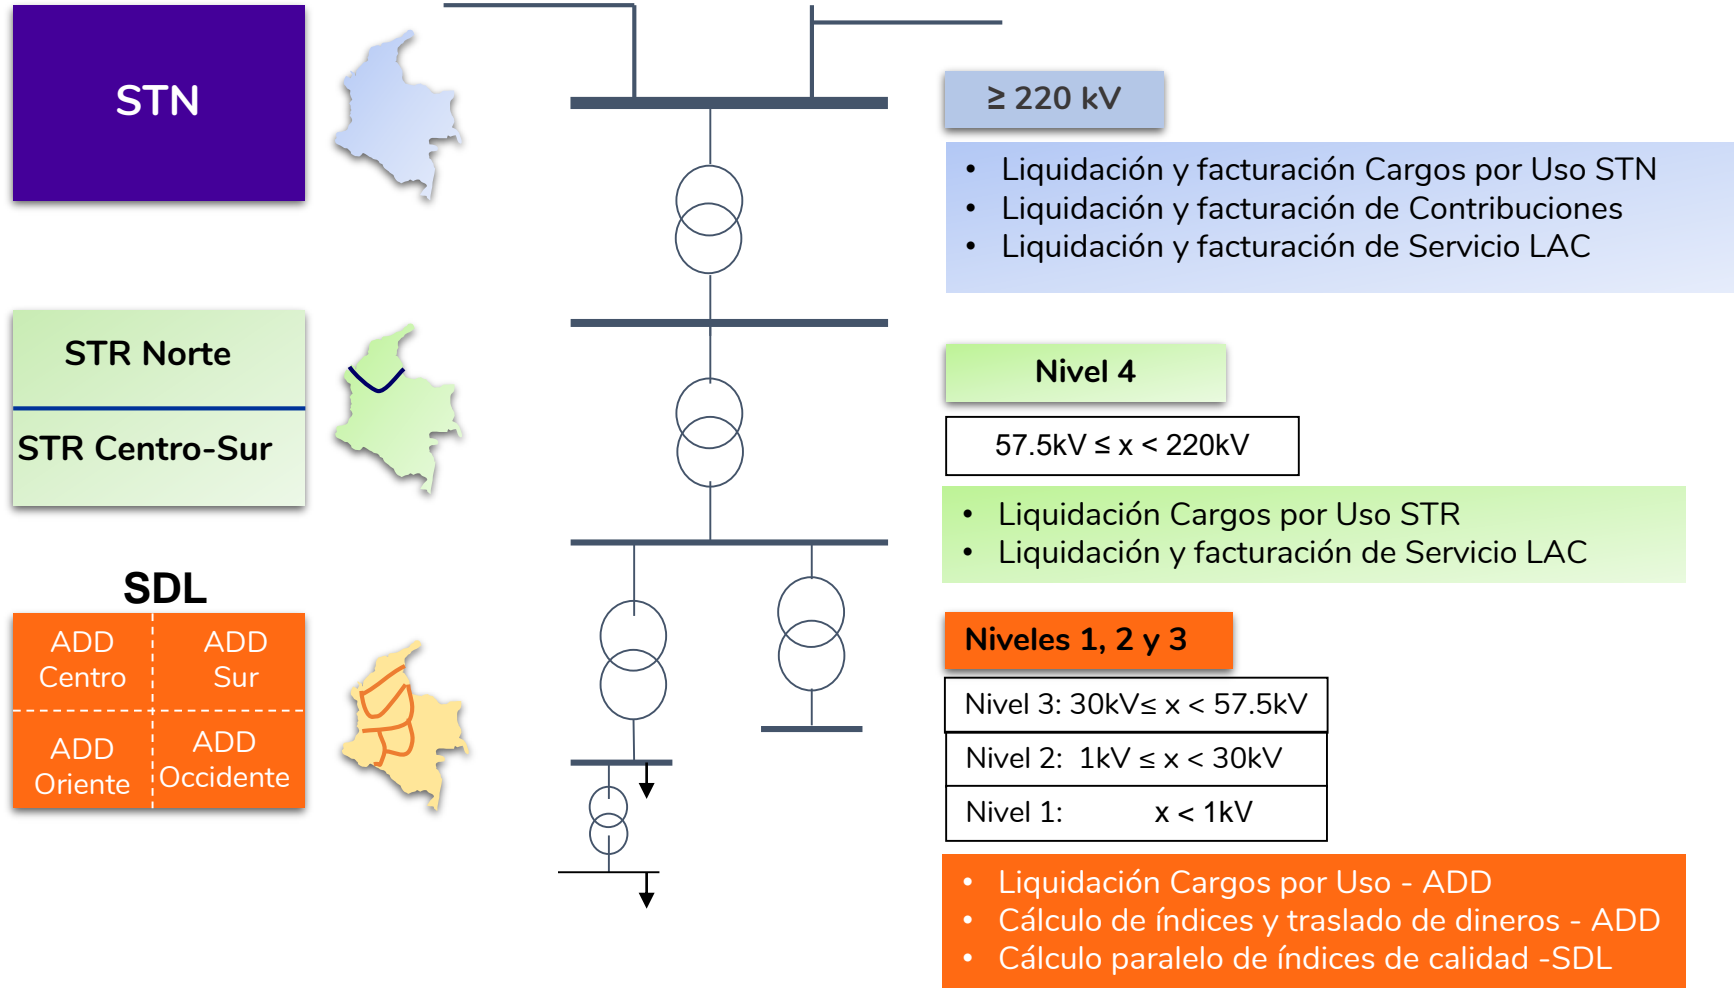 STN
≥ 220 kV
• Liquidación y facturación Cargos por Uso STN
• Liquidación y facturación de Contribuciones
• Liquidación y facturación de Servicio LAC
STR Norte
STR Centro-Sur
Nivel 4
57.5kV ≤ x < 220kV
• Liquidación Cargos por Uso STR
• Liquidación y facturación de Servicio LAC
SDL
ADD
Centro
ADD
Sur
ADD
Oriente
ADD
Occidente
Niveles 1, 2 y 3
Nivel 3: 30kV≤ x < 57.5kV
Nivel 2: 1kV ≤ x < 30kV
Nivel 1: x < 1kV
• Liquidación Cargos por Uso - ADD
• Cálculo de índices y traslado de dineros - ADD
• Cálculo paralelo de índices de calidad -SDL